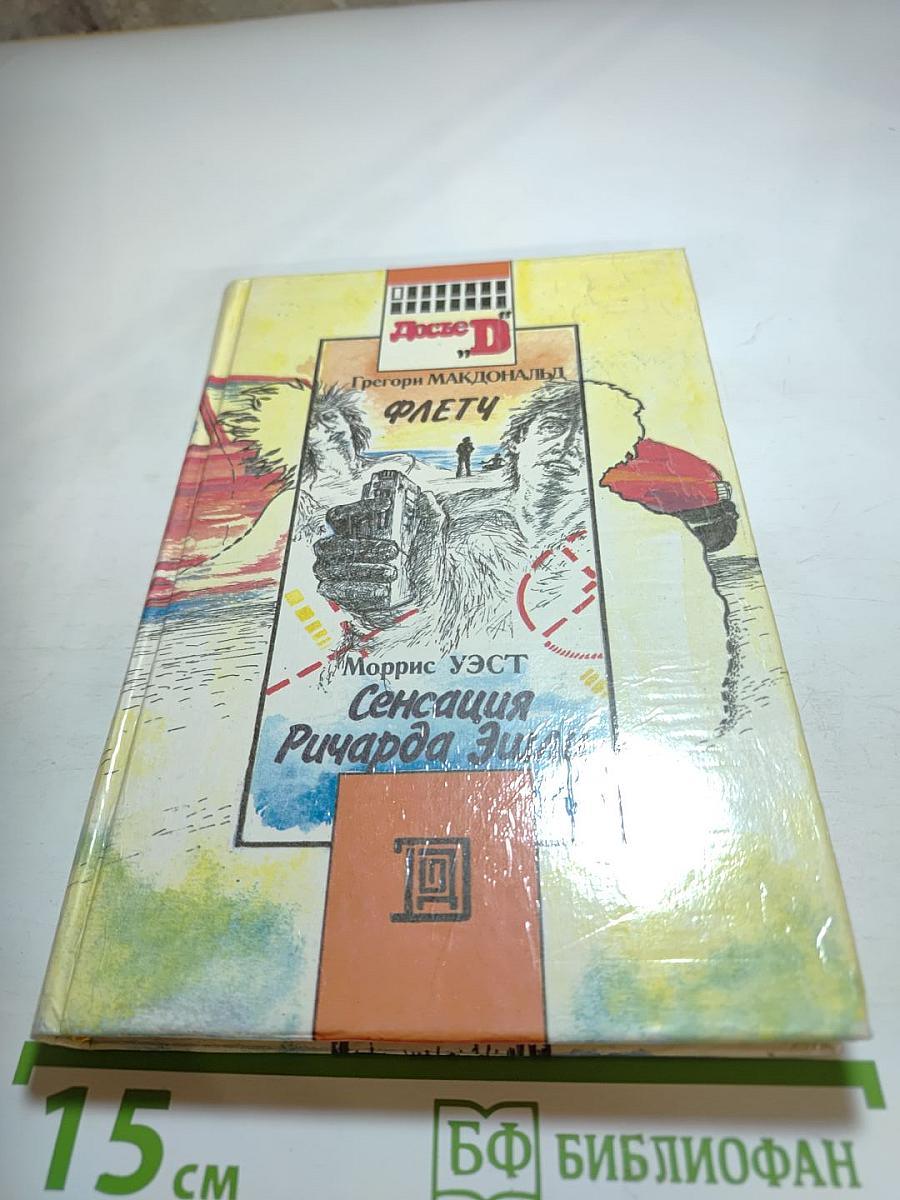 Досье
„D"
Грегори МАКДОНАЛЬД
ФЛЕТЧ
Моррис УЭСТ
Сенсация
Ричарда
15 см
БФ БИБЛИОФАН